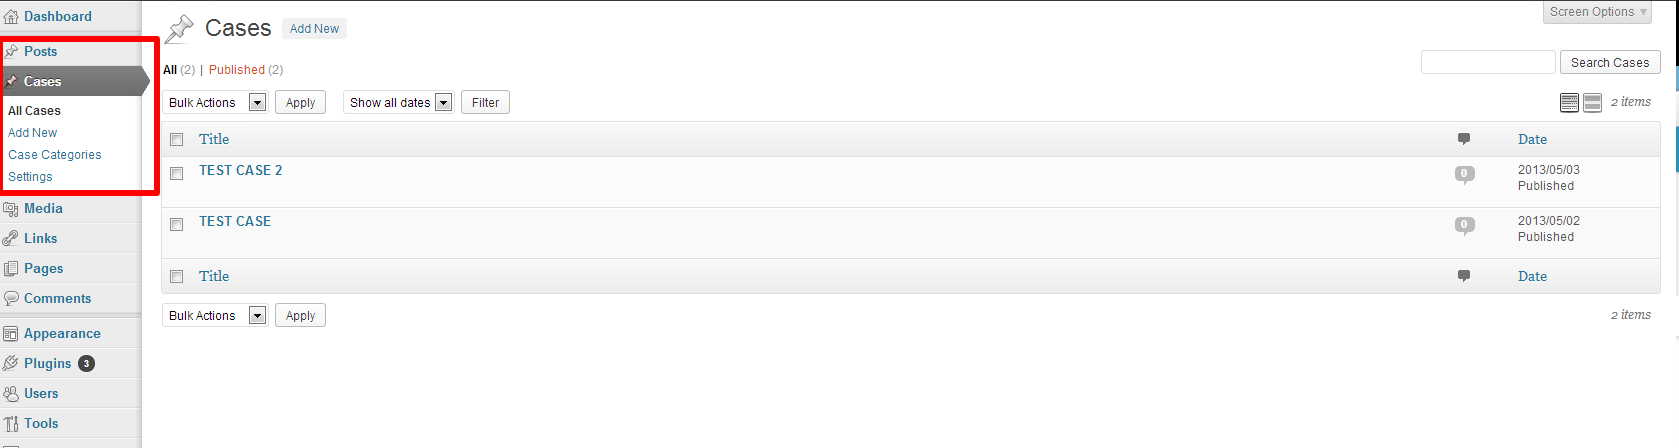 Dashboard
Posts
Cases
All Cases
Add New
Case Categories
Settings
Media
Links
Pages
Comments
Appearance
Plugins 3
Users
Tools
Screen Options ▼
Cases Add New
All (2) | Published (2)
Search Cases
Bulk Actions Apply Show all dates Filter 2 items
Title Date
TEST CASE 2 0 2013/05/03
Published
TEST CASE 0 2013/05/02
Published
Title Date
Bulk Actions Apply 2 items